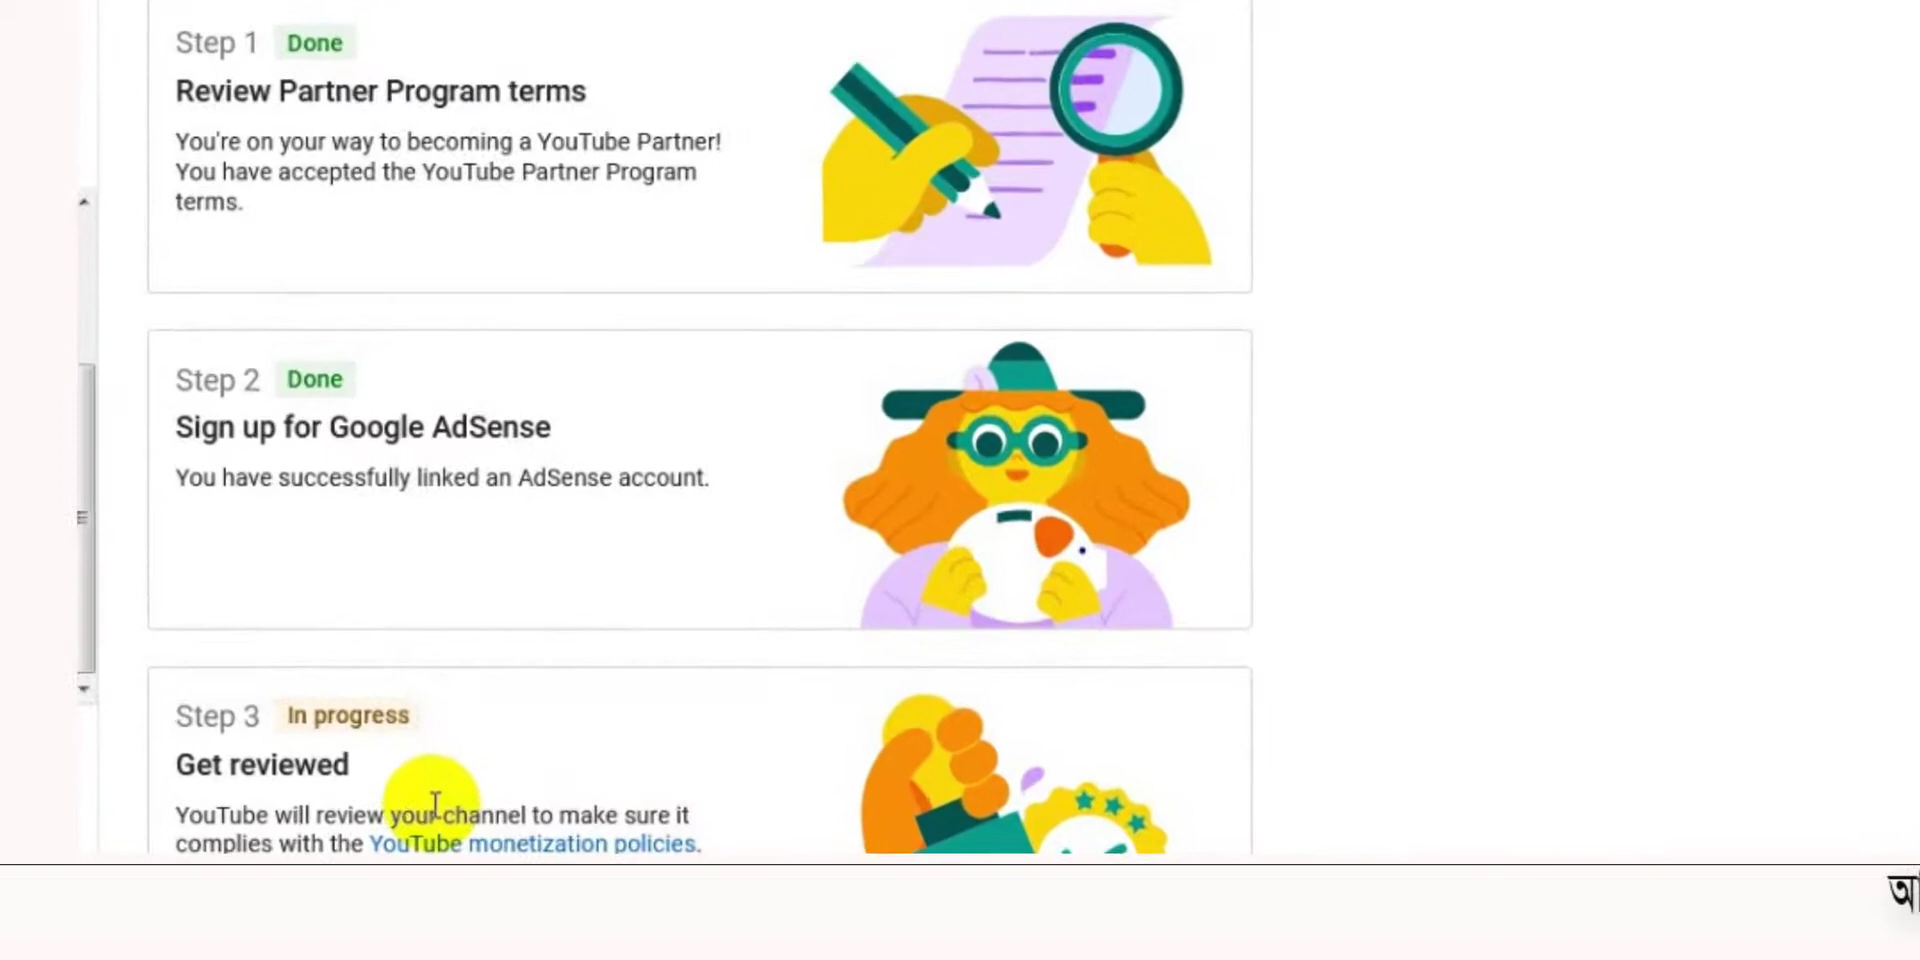 Step 1 Done
Review Partner Program terms
You're on your way to becoming a YouTube Partner!
You have accepted the YouTube Partner Program
terms.
Step 2 Done
Sign up for Google AdSense
You have successfully linked an AdSense account.
Step 3 In progress
Get reviewed
YouTube will review your channel to make sure it
complies with the YouTube monetization policies.